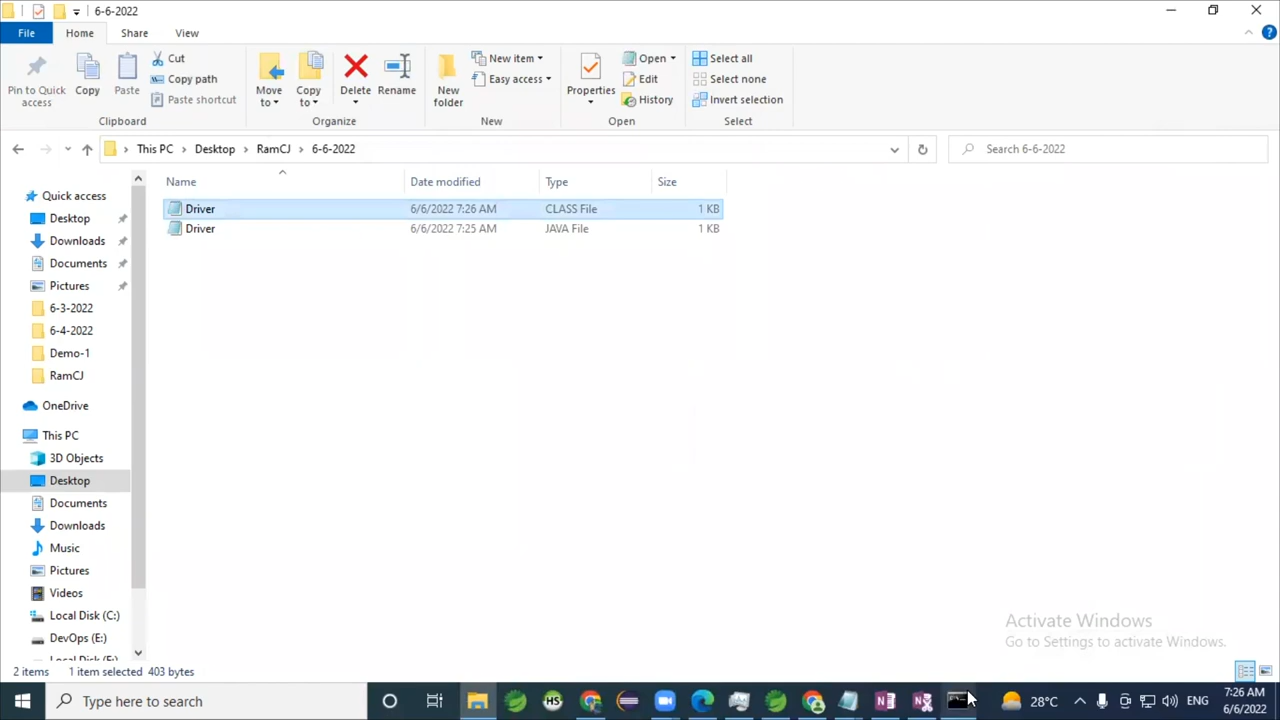 6-6-2022
File Home Share View
Pin to Quick access
Copy
Paste
Cut
Copy path
Paste shortcut
Clipboard
Move to
Copy to
Delete
Rename
Organize
New folder
New item
Easy access
New
Properties
Open
Edit
History
Open
Select all
Select none
Invert selection
Select
This PC > Desktop > RamCJ > 6-6-2022
Search 6-6-2022
Name Date modified Type Size
Driver 6/6/2022 7:26 AM CLASS File 1 KB
Driver 6/6/2022 7:25 AM JAVA File 1 KB
Quick access
Desktop
Downloads
Documents
Pictures
6-3-2022
6-4-2022
Demo-1
RamCJ
OneDrive
This PC
3D Objects
Desktop
Documents
Downloads
Music
Pictures
Videos
Local Disk (C:)
DevOps (E:)
Local Disk (F:)
Activate Windows
Go to Settings to activate Windows.
2 items 1 item selected 403 bytes
Type here to search
HS
28°C
ENG
7:26 AM
6/6/2022